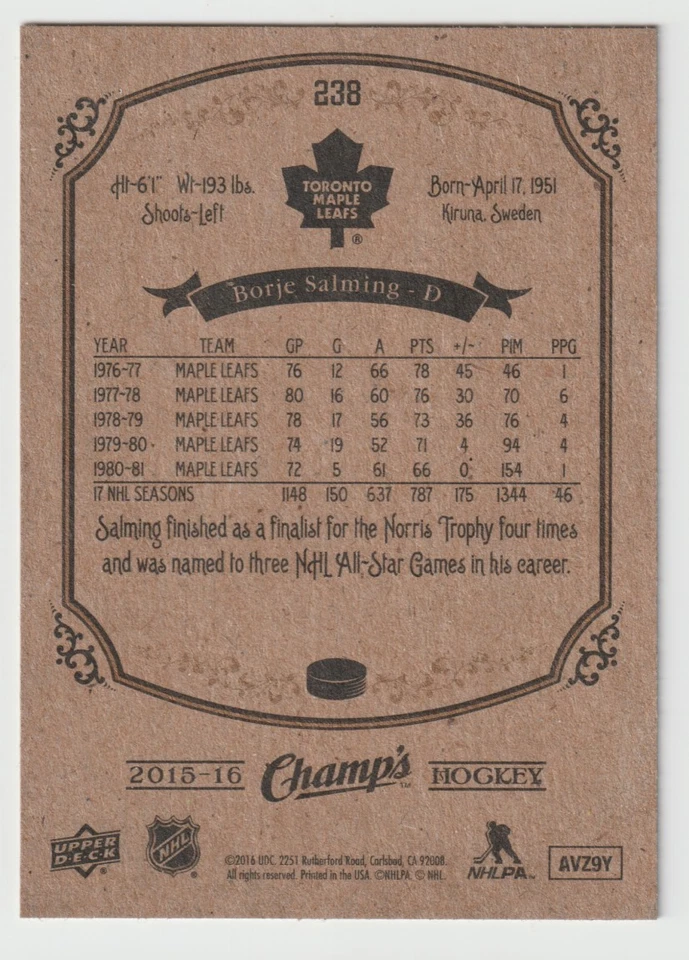 238
Ht-6'1" Wt-193 lbs.
Shoots-Left
TORONTO
MAPLE
LEAFS
®
Born-April 17, 1951
Kiruna, Sweden
Borje Salming - D
YEAR TEAM GP G A PTS +/- PIM PPG
1976-77 MAPLE LEAFS 76 12 66 78 45 46 1
1977-78 MAPLE LEAFS 80 16 60 76 30 70 6
1978-79 MAPLE LEAFS 78 17 56 73 36 76 4
1979-80 MAPLE LEAFS 74 19 52 71 4 94 4
1980-81 MAPLE LEAFS 72 5 61 66 0 154 1
17 NHL SEASONS 1148 150 637 787 175 1344 46
Salming finished as a finalist for the Norris Trophy four times
and was named to three NHL All-Star Games in his career.
2015-16 Champ's™ HOCKEY
UPPER
D.E.C.K
NHL
©2016 UDC. 2251 Rutherford Road, Carlsbad, CA 92008.
All rights reserved. Printed in the USA. ©NHLPA. © NHL.
NHLPA™
AVZ9Y